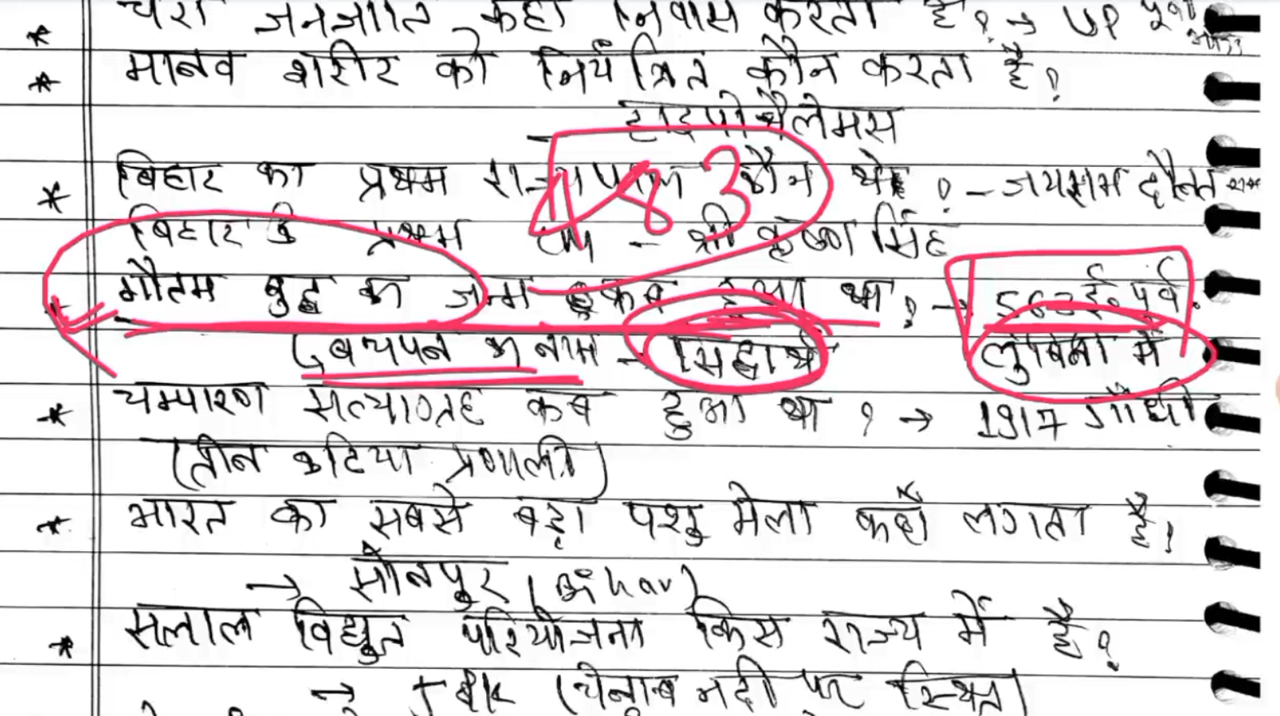 चेरो जनजाति कहाँ निवास करती है? → UP पूर्वी
* मानव शरीर को नियंत्रित कौन करता है?
हाइपोथैलेमस
* बिहार का प्रथम राज्यपाल कौन थे? - जयराम दौलत राम
483
बिहार के प्रथम CM - श्री कृष्ण सिंह
गौतम बुद्ध का जन्म कब हुआ था? → 563 ई॰ पूर्व
बचपन का नाम - सिद्धार्थ लुंबिनी में
* चम्पारण सत्याग्रह कब हुआ था? → 1917 गाँधी
(तीन कठिया प्रणाली)
* भारत का सबसे बड़ा पशु मेला कहाँ लगता है?
→ सोनपुर (Bihar)
* सलाल विद्युत परियोजना किस राज्य में है?
→ J&K (चेनाब नदी पर स्थित)